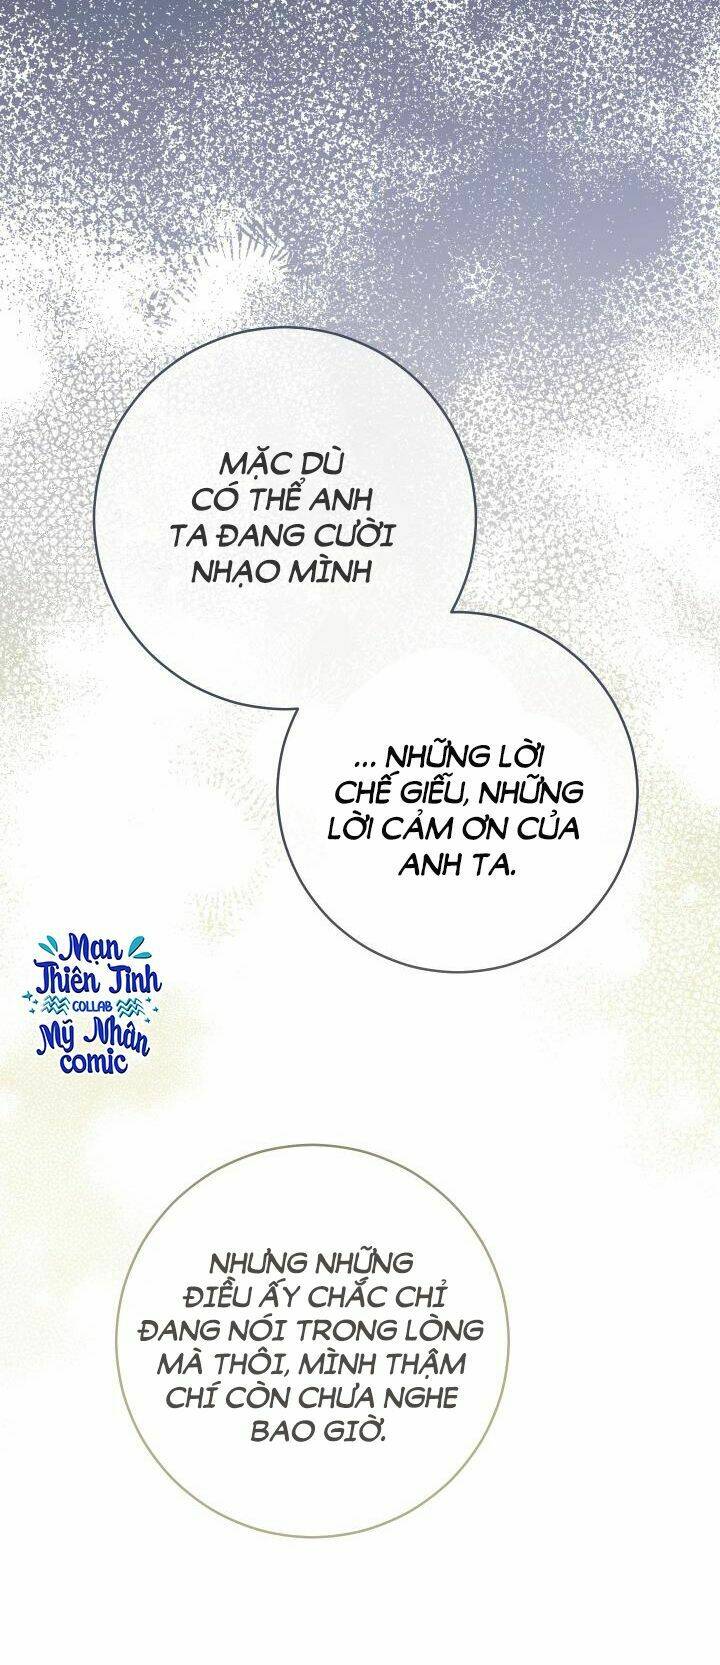 MẶC DÙ
CÓ THỂ ANH
TA ĐANG CƯỜI
NHẠO MÌNH
... NHỮNG LỜI
CHẾ GIỄU, NHỮNG
LỜI CẢM ƠN CỦA
ANH TA.
Mạn
Thiên Tình
COLLAB
Mỹ Nhân
comic
NHƯNG NHỮNG
ĐIỀU ẤY CHẮC CHỈ
ĐANG NÓI TRONG LÒNG
MÀ THÔI, MÌNH THẬM
CHÍ CÒN CHƯA NGHE
BAO GIỜ.